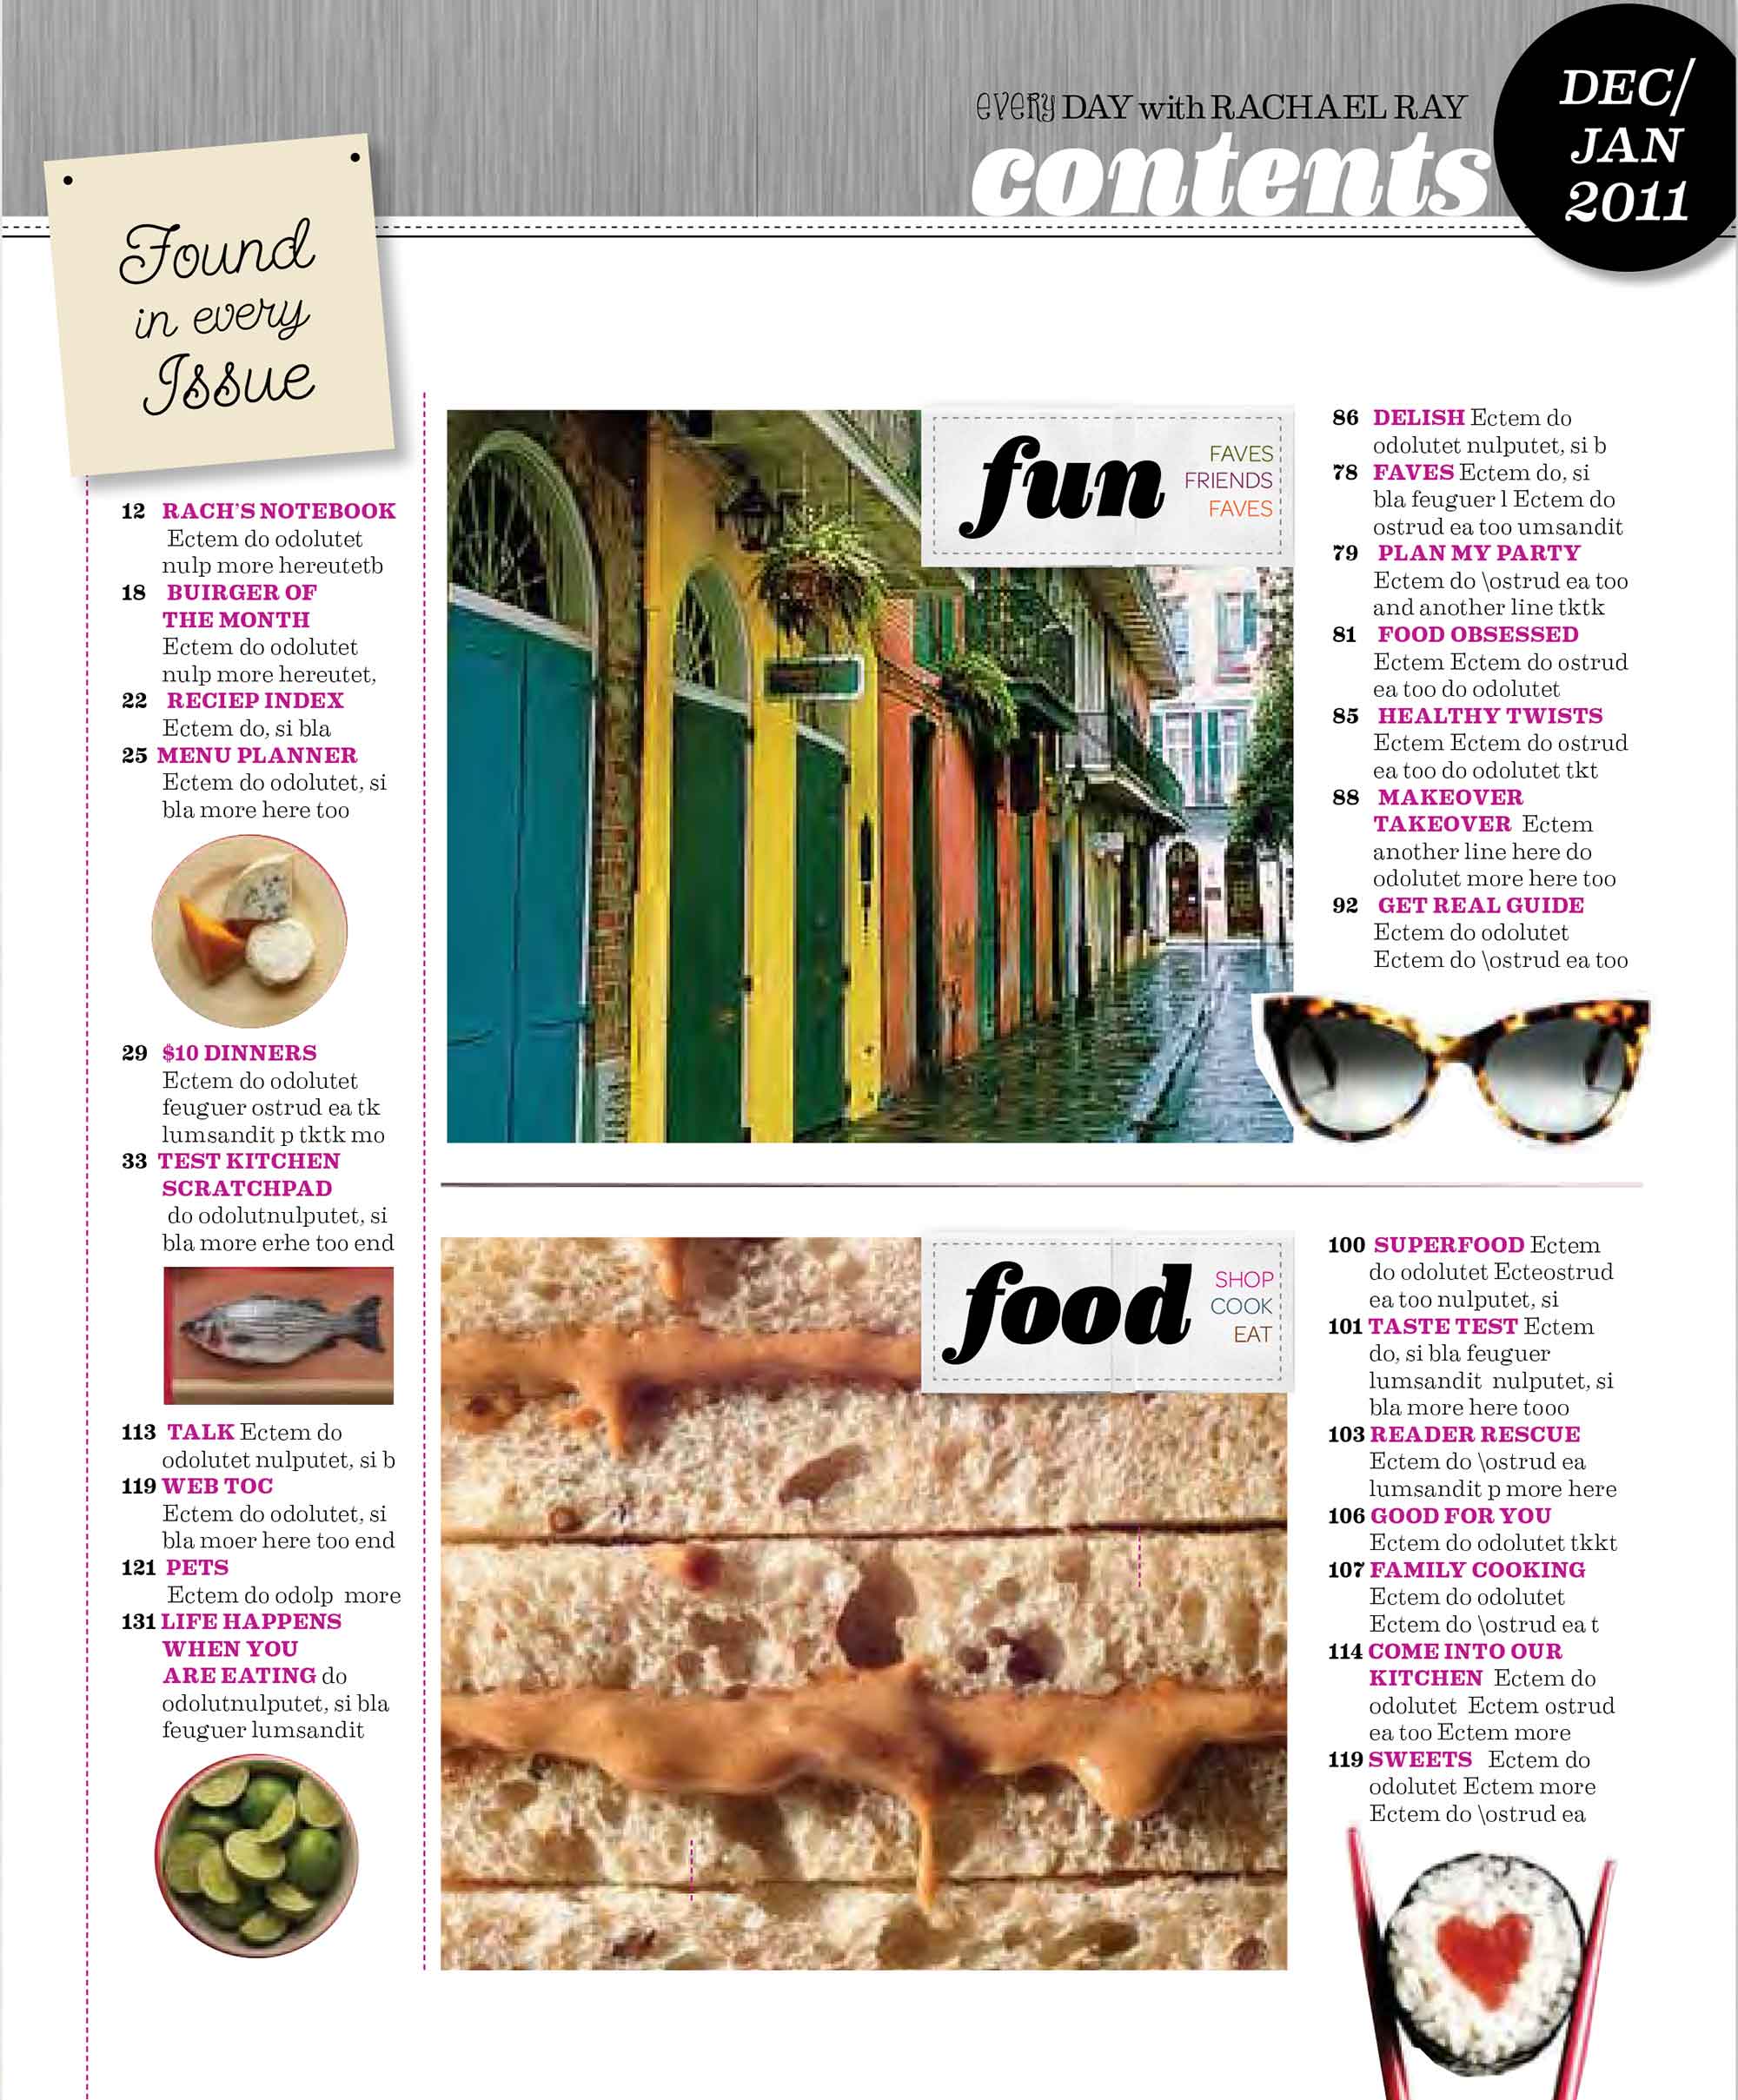 every DAY with RACHAEL RAY
contents
DEC/
JAN
2011
Found
in every
Issue
12 RACH'S NOTEBOOK
Ectem do odolutet
nulp more hereutetb
18 BUIRGER OF
THE MONTH
Ectem do odolutet
nulp more hereutet,
22 RECIEP INDEX
Ectem do, si bla
25 MENU PLANNER
Ectem do odolutet, si
bla more here too
29 $10 DINNERS
Ectem do odolutet
feuguer ostrud ea tk
lumsandit p tktk mo
33 TEST KITCHEN
SCRATCHPAD
do odolutnulputet, si
bla more erhe too end
113 TALK Ectem do
odolutet nulputet, si b
119 WEB TOC
Ectem do odolutet, si
bla moer here too end
121 PETS
Ectem do odolp more
131 LIFE HAPPENS
WHEN YOU
ARE EATING do
odolutnulputet, si bla
feuguer lumsandit
fun
FAVES
FRIENDS
FAVES
86 DELISH Ectem do
odolutet nulputet, si b
78 FAVES Ectem do, si
bla feuguer l Ectem do
ostrud ea too umsandit
79 PLAN MY PARTY
Ectem do \ostrud ea too
and another line tktk
81 FOOD OBSESSED
Ectem Ectem do ostrud
ea too do odolutet
85 HEALTHY TWISTS
Ectem Ectem do ostrud
ea too do odolutet tkt
88 MAKEOVER
TAKEOVER Ectem
another line here do
odolutet more here too
92 GET REAL GUIDE
Ectem do odolutet
Ectem do \ostrud ea too
food
SHOP
COOK
EAT
100 SUPERFOOD Ectem
do odolutet Ecteostrud
ea too nulputet, si
101 TASTE TEST Ectem
do, si bla feuguer
lumsandit nulputet, si
bla more here tooo
103 READER RESCUE
Ectem do \ostrud ea
lumsandit p more here
106 GOOD FOR YOU
Ectem do odolutet tkkt
107 FAMILY COOKING
Ectem do odolutet
Ectem do \ostrud ea t
114 COME INTO OUR
KITCHEN Ectem do
odolutet Ectem ostrud
ea too Ectem more
119 SWEETS Ectem do
odolutet Ectem more
Ectem do \ostrud ea